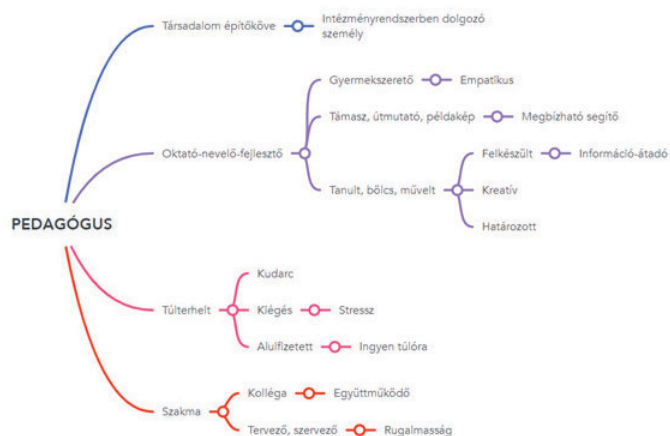 Társadalom építőköve
Intézményrendszerben dolgozó
személy
Gyermekszerető
Empatikus
Támasz, útmutató, példakép
Megbízható segítő
Oktató-nevelő-fejlesztő
Felkészült
Információ-átadó
Tanult, bölcs, művelt
Kreatív
Határozott
PEDAGÓGUS
Kudarc
Túlterhelt
Kiégés
Stressz
Alulfizetett
Ingyen túlóra
Kolléga
Együttműködő
Szakma
Tervező, szervező
Rugalmasság